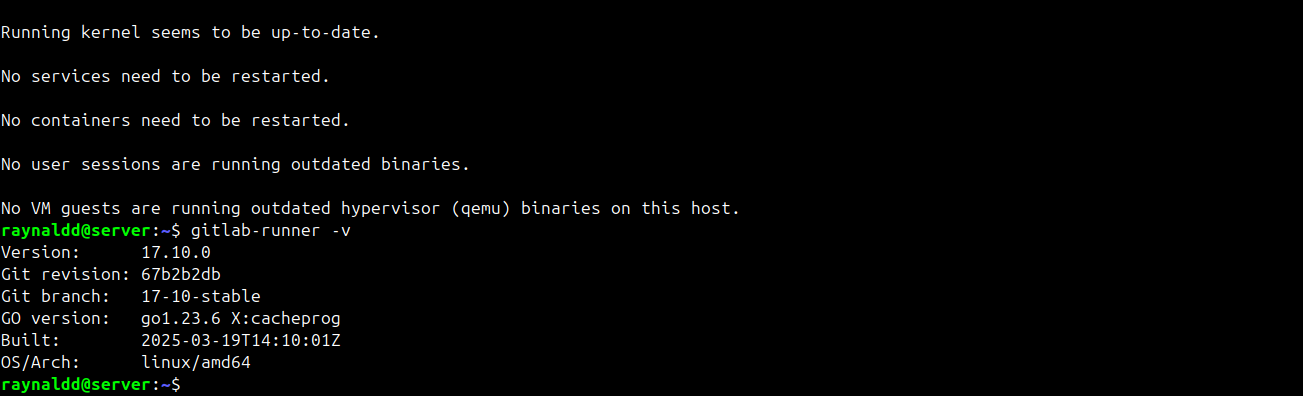 Running kernel seems to be up-to-date.
No services need to be restarted.
No containers need to be restarted.
No user sessions are running outdated binaries.
No VM guests are running outdated hypervisor (qemu) binaries on this host.
raynaldd@server:~$ gitlab-runner -v
Version:      17.10.0
Git revision: 67b2b2db
Git branch:   17-10-stable
GO version:   go1.23.6 X:cacheprog
Built:        2025-03-19T14:10:01Z
OS/Arch:      linux/amd64
raynaldd@server:~$